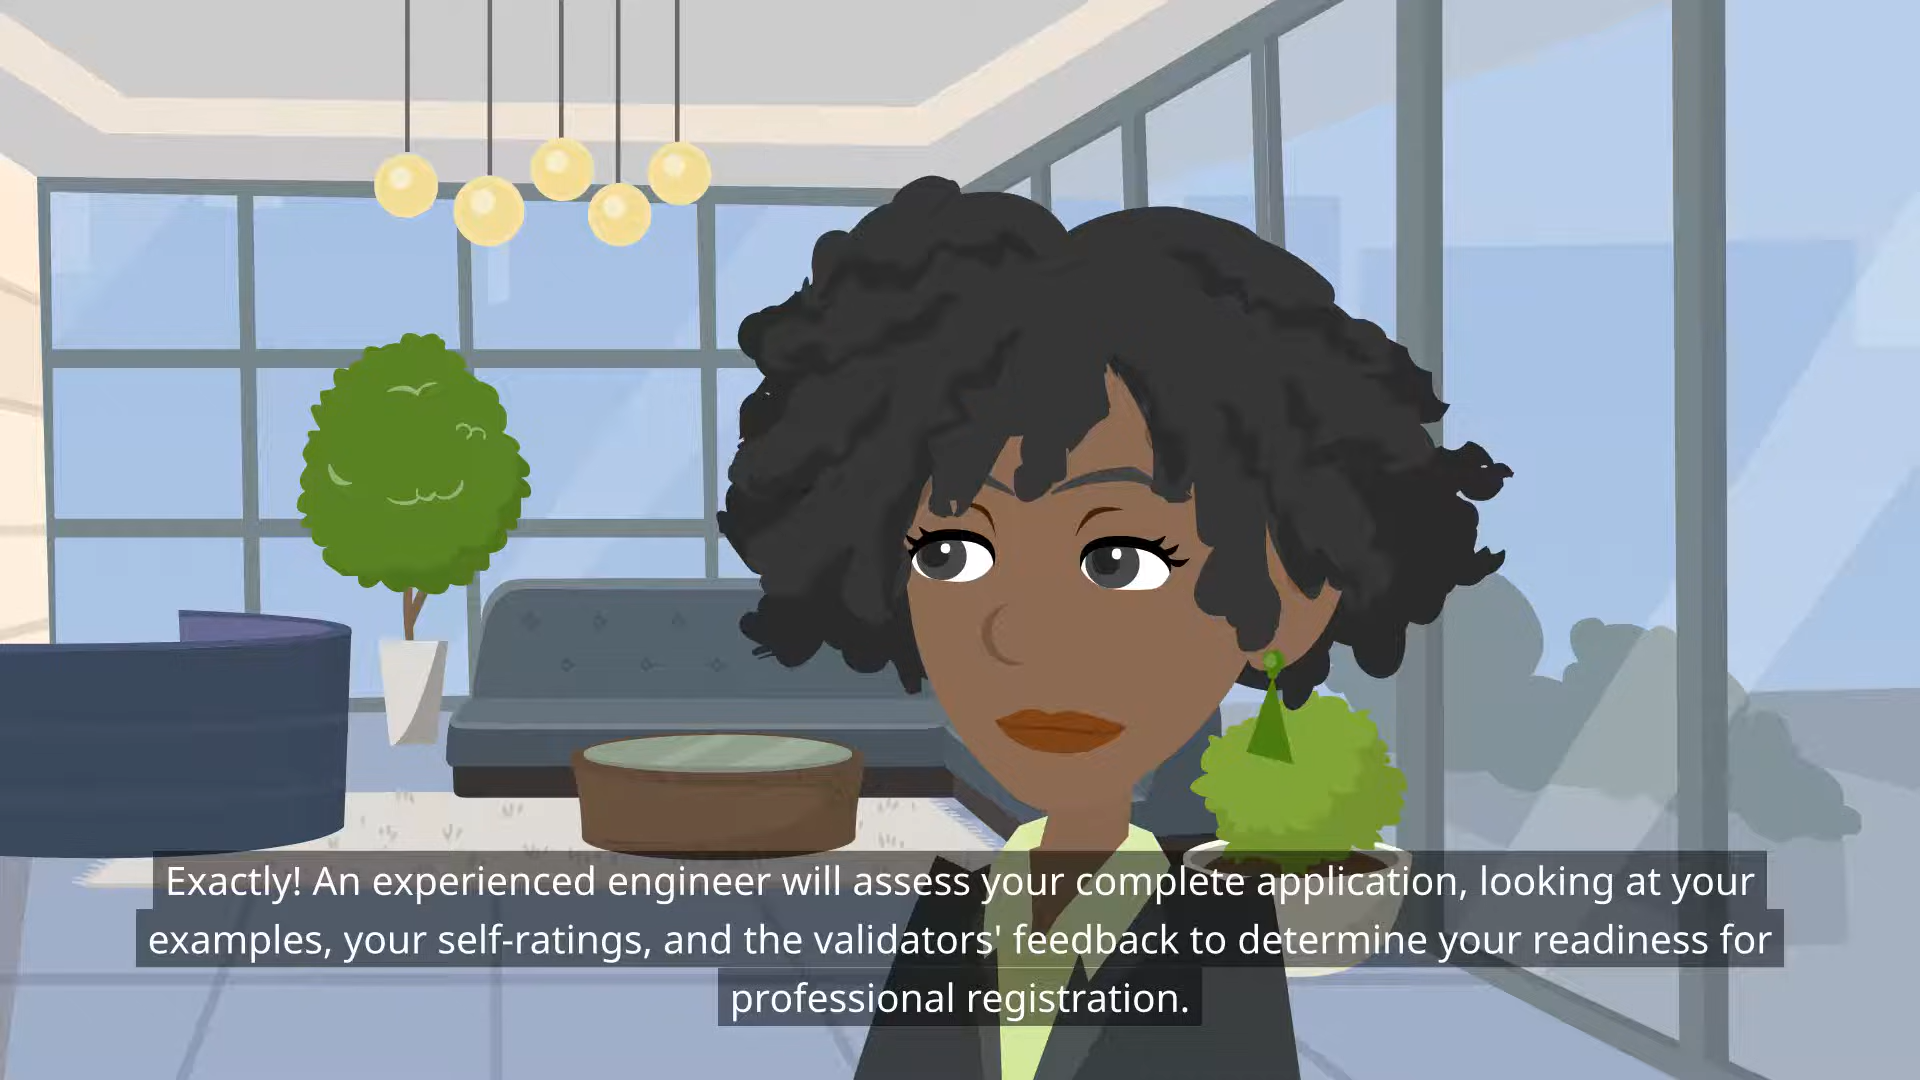 Exactly! An experienced engineer will assess your complete application, looking at your
examples, your self-ratings, and the validators' feedback to determine your readiness for
professional registration.